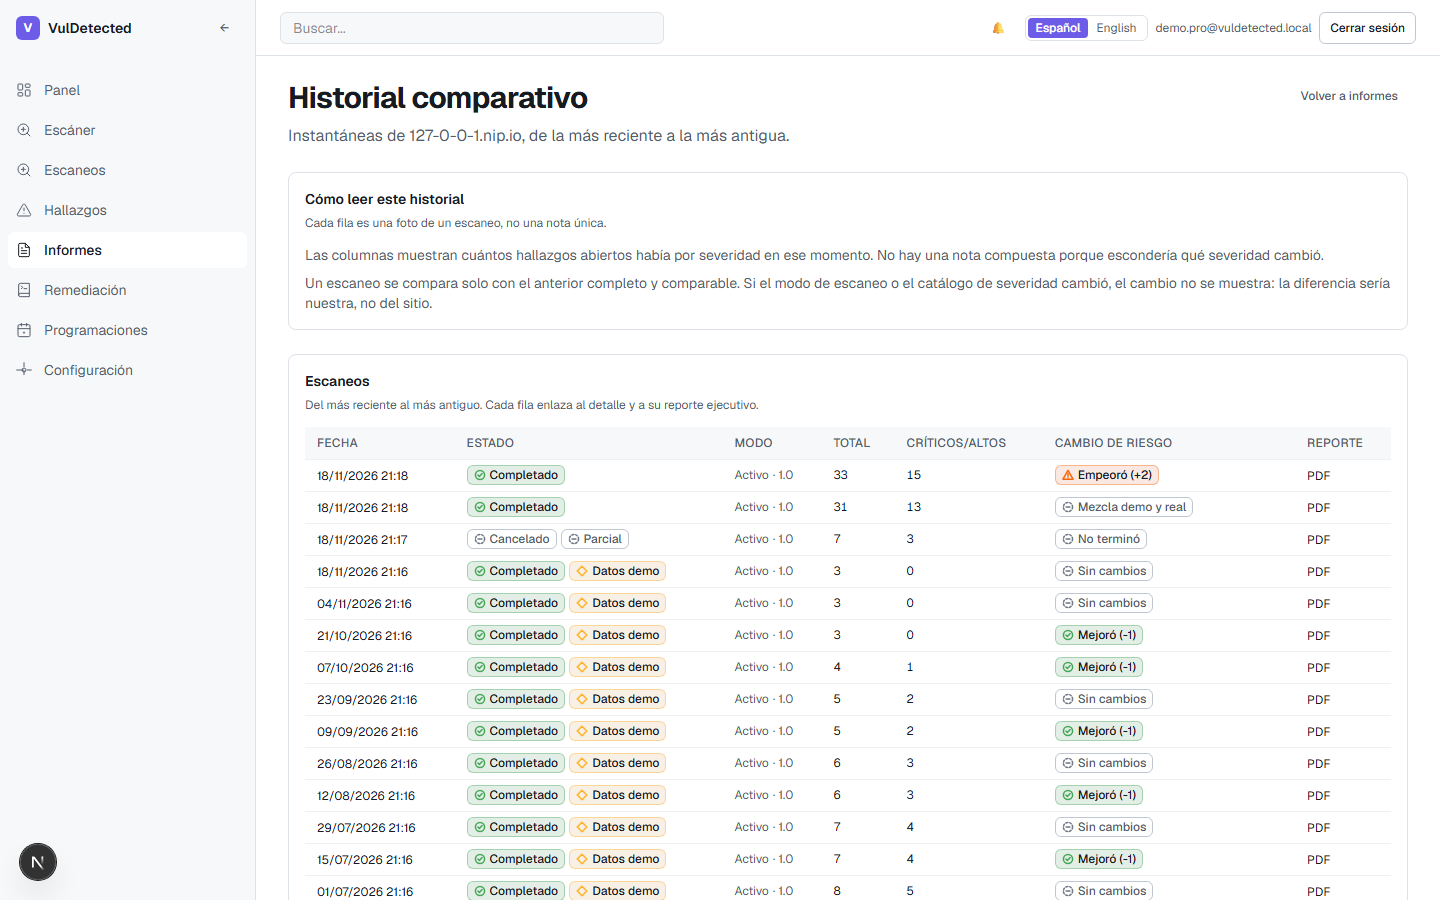 V VulDetected
Buscar...
Español English demo.pro@vuldetected.local Cerrar sesión
Panel
Escáner
Escaneos
Hallazgos
Informes
Remediación
Programaciones
Configuración
N
Historial comparativo
Volver a informes
Instantáneas de 127-0-0-1.nip.io, de la más reciente a la más antigua.
Cómo leer este historial
Cada fila es una foto de un escaneo, no una nota única.
Las columnas muestran cuántos hallazgos abiertos había por severidad en ese momento. No hay una nota compuesta porque escondería qué severidad cambió.
Un escaneo se compara solo con el anterior completo y comparable. Si el modo de escaneo o el catálogo de severidad cambió, el cambio no se muestra: la diferencia sería
nuestra, no del sitio.
Escaneos
Del más reciente al más antiguo. Cada fila enlaza al detalle y a su reporte ejecutivo.
FECHA ESTADO MODO TOTAL CRÍTICOS/ALTOS CAMBIO DE RIESGO REPORTE
18/11/2026 21:18 Completado Activo · 1.0 33 15 Empeoró (+2) PDF
18/11/2026 21:18 Completado Activo · 1.0 31 13 Mezcla demo y real PDF
18/11/2026 21:17 Cancelado Parcial Activo · 1.0 7 3 No terminó PDF
18/11/2026 21:16 Completado Datos demo Activo · 1.0 3 0 Sin cambios PDF
04/11/2026 21:16 Completado Datos demo Activo · 1.0 3 0 Sin cambios PDF
21/10/2026 21:16 Completado Datos demo Activo · 1.0 3 0 Mejoró (-1) PDF
07/10/2026 21:16 Completado Datos demo Activo · 1.0 4 1 Mejoró (-1) PDF
23/09/2026 21:16 Completado Datos demo Activo · 1.0 5 2 Sin cambios PDF
09/09/2026 21:16 Completado Datos demo Activo · 1.0 5 2 Mejoró (-1) PDF
26/08/2026 21:16 Completado Datos demo Activo · 1.0 6 3 Sin cambios PDF
12/08/2026 21:16 Completado Datos demo Activo · 1.0 6 3 Mejoró (-1) PDF
29/07/2026 21:16 Completado Datos demo Activo · 1.0 7 4 Sin cambios PDF
15/07/2026 21:16 Completado Datos demo Activo · 1.0 7 4 Mejoró (-1) PDF
01/07/2026 21:16 Completado Datos demo Activo · 1.0 8 5 Sin cambios PDF